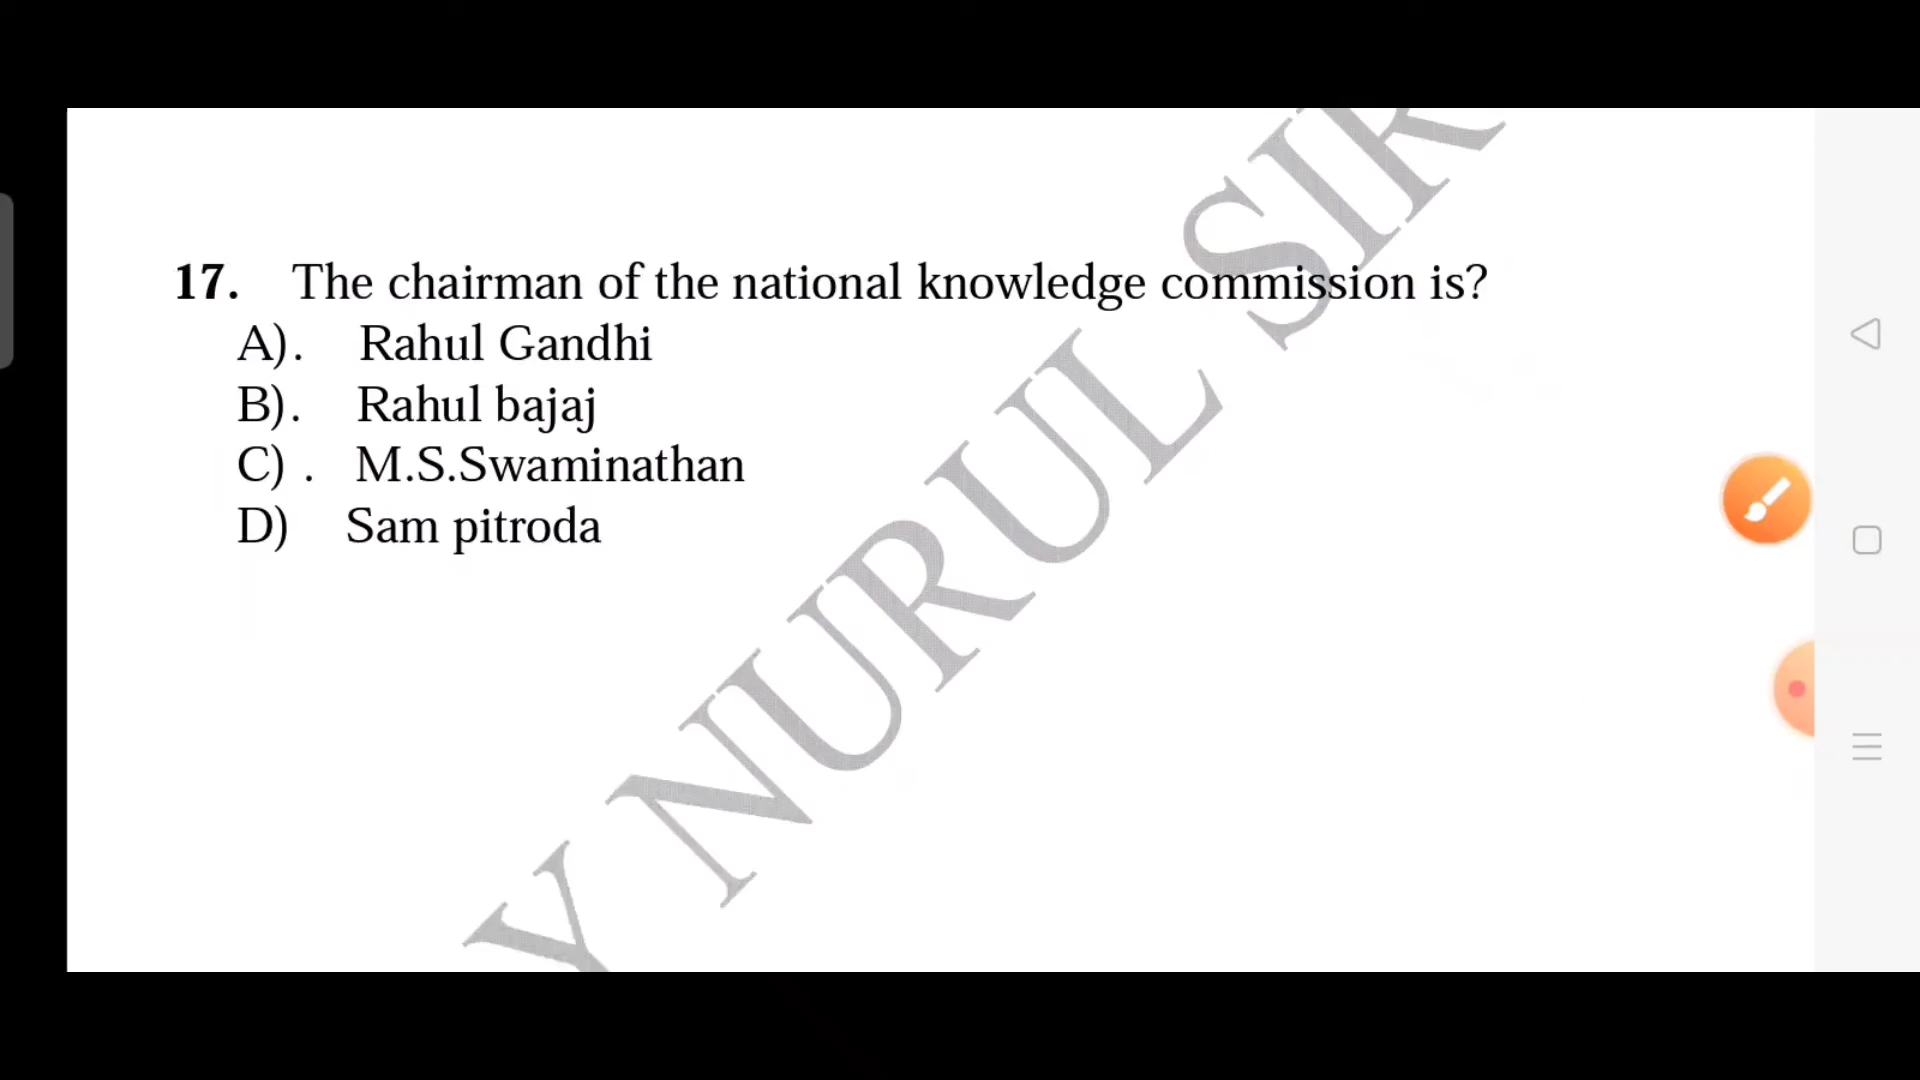 17. The chairman of the national knowledge commission is?
A). Rahul Gandhi
B). Rahul bajaj
C) . M.S.Swaminathan
D) Sam pitroda
Y NURUL SIR